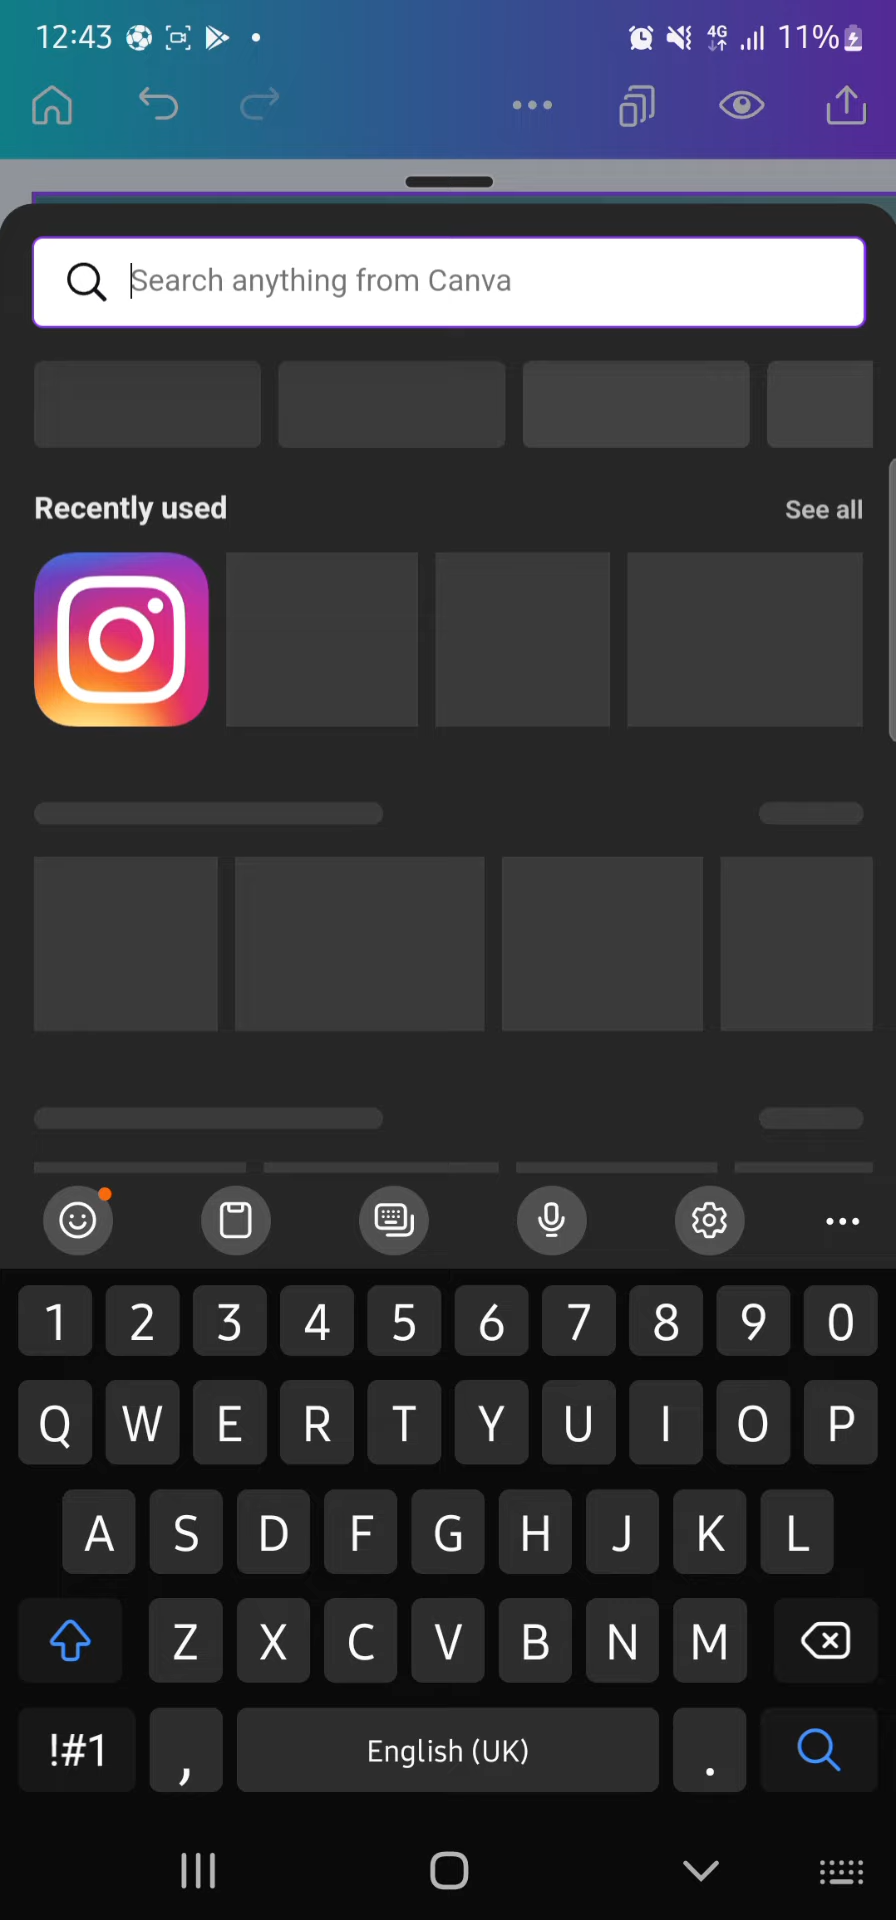 12:43
4G
11%
Search anything from Canva
Recently used
See all
1 2 3 4 5 6 7 8 9 0
Q W E R T Y U I O P
A S D F G H J K L
Z X C V B N M
!#1 , English (UK) .